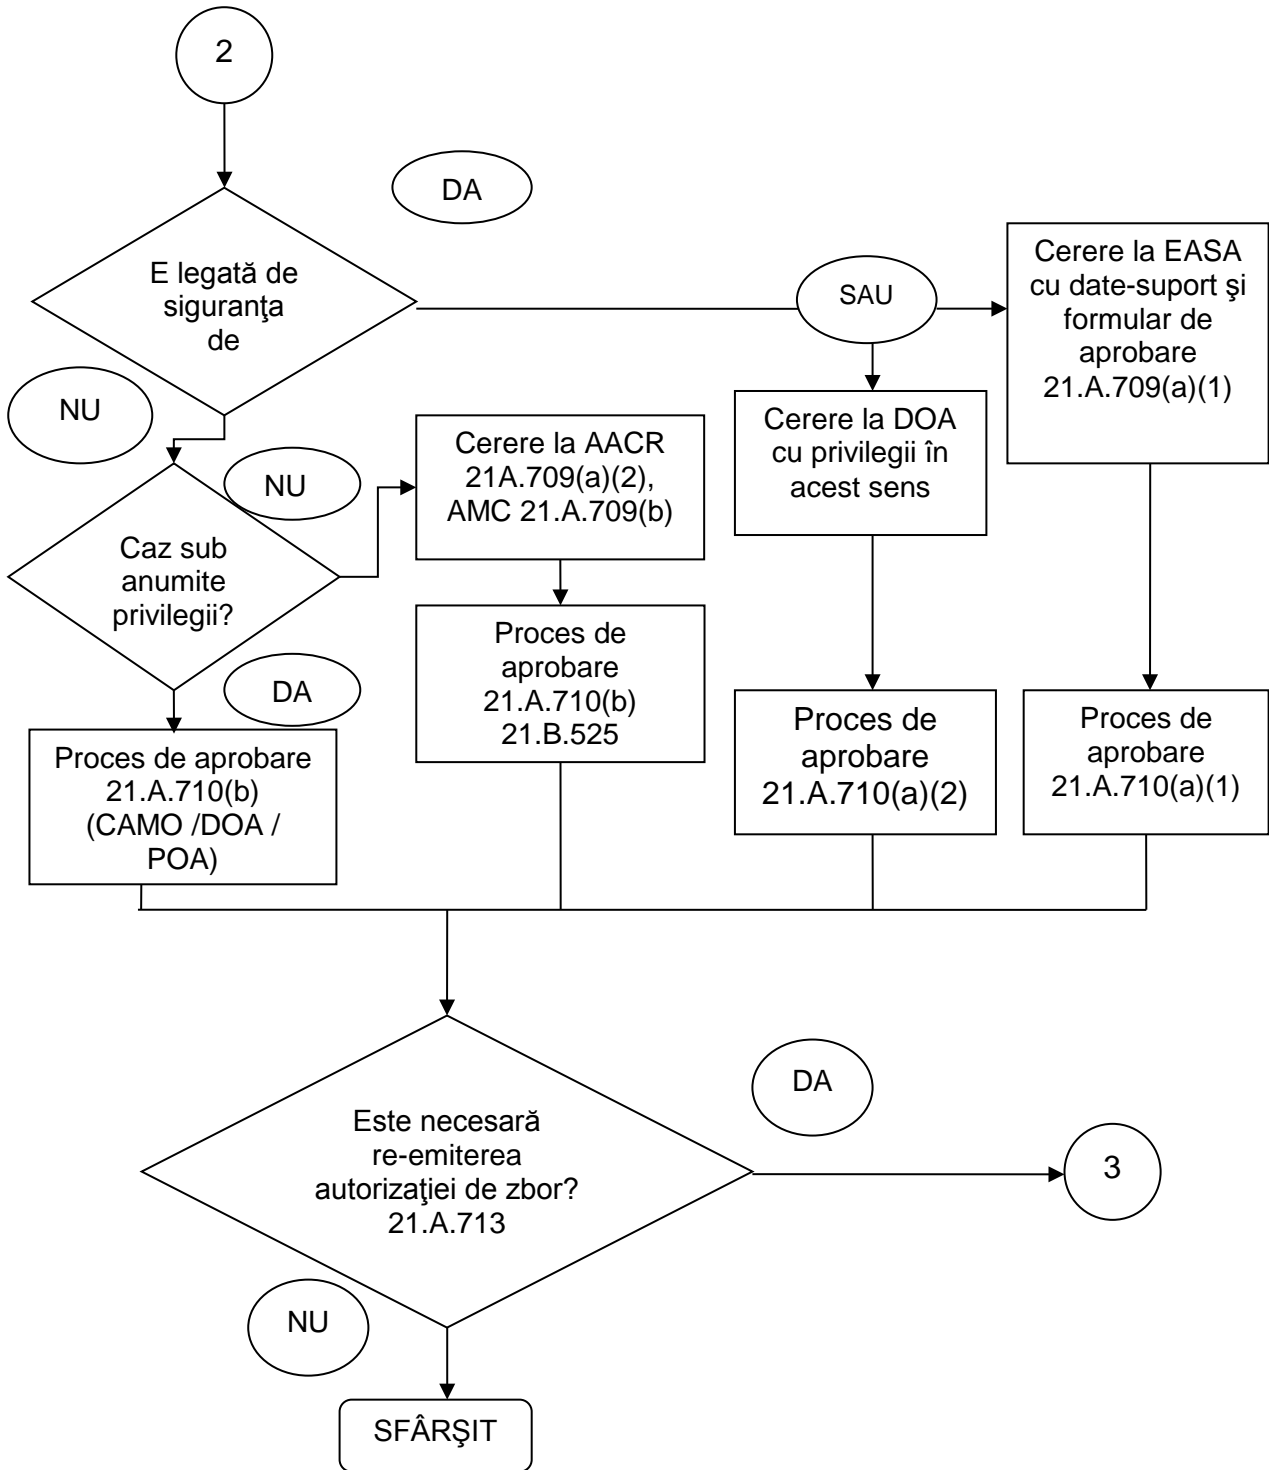 2
DA
E legată de
siguranţa
de
SAU
Cerere la EASA
cu date-suport şi
formular de
aprobare
21.A.709(a)(1)
NU
Cerere la DOA
cu privilegii în
acest sens
NU
Cerere la AACR
21A.709(a)(2),
AMC 21.A.709(b)
Caz sub
anumite
privilegii?
Proces de
aprobare
21.A.710(b)
21.B.525
DA
Proces de aprobare
21.A.710(b)
(CAMO /DOA /
POA)
Proces de
aprobare
21.A.710(a)(2)
Proces de
aprobare
21.A.710(a)(1)
DA
Este necesară
re-emiterea
autorizaţiei de zbor?
21.A.713
3
NU
SFÂRŞIT